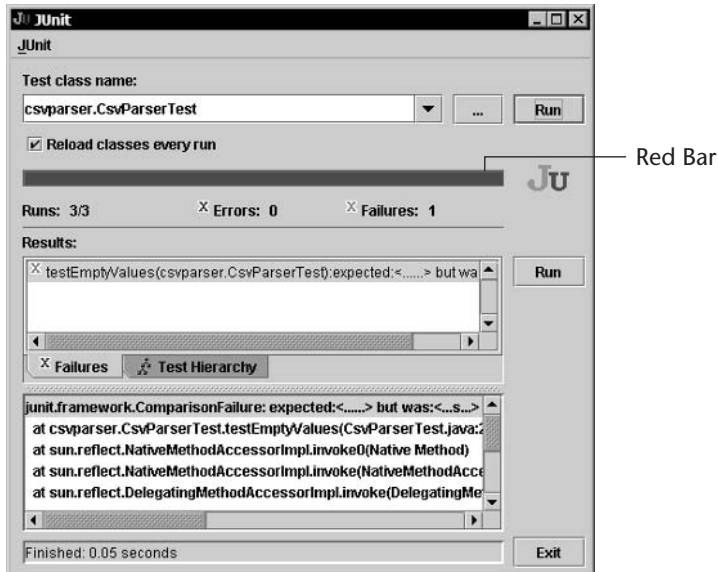 JU JUnit
JUnit
Test class name:
csvparser.CsvParserTest
...
Run
Reload classes every run
Red Bar
JU
Runs: 3/3
X Errors: 0
X Failures: 1
Results:
X testEmptyValues(csvparser.CsvParserTest):expected:<......> but wa
Run
X Failures
Test Hierarchy
junit.framework.ComparisonFailure: expected:<......> but was:<...s...>
at csvparser.CsvParserTest.testEmptyValues(CsvParserTest.java:2
at sun.reflect.NativeMethodAccessorImpl.invoke0(Native Method)
at sun.reflect.NativeMethodAccessorImpl.invoke(NativeMethodAcce
at sun.reflect.DelegatingMethodAccessorImpl.invoke(DelegatingMe
Finished: 0.05 seconds
Exit